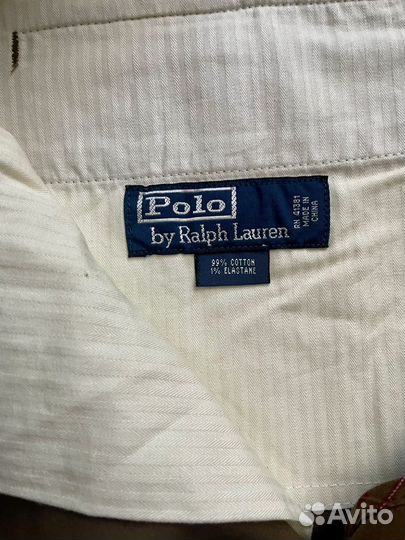 Polo
by Ralph Lauren
RN 41381
MADE IN
CHINA
99% COTTON
1% ELASTANE
Avito